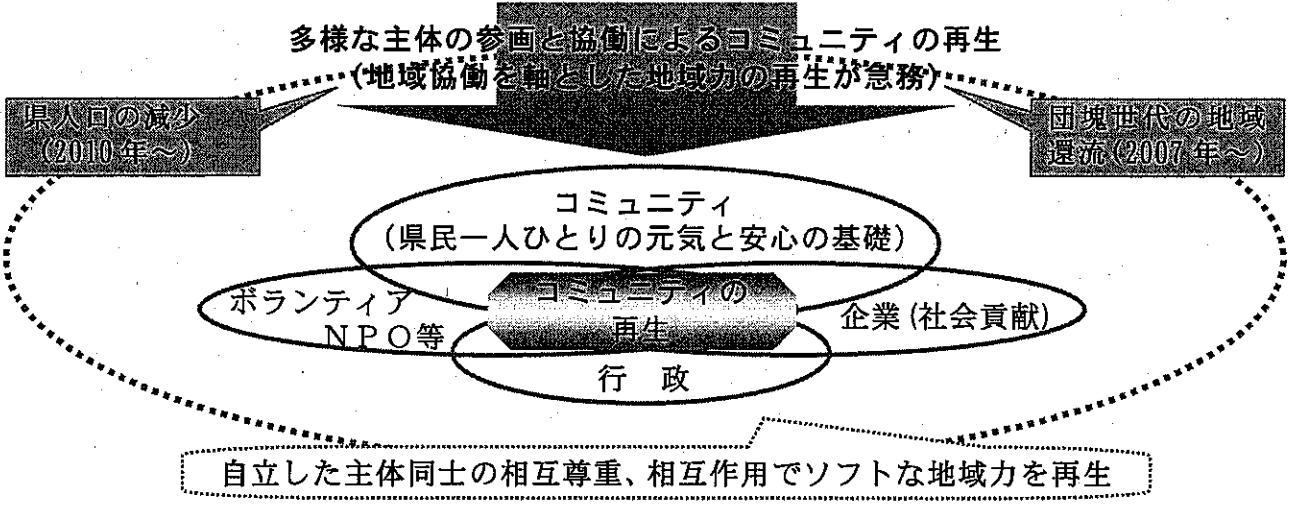 多様な主体の参画と協働によるコミュニティの再生
(地域協働を軸とした地域力の再生が急務)
県人口の減少
(2010年～)
団塊世代の地域
還流(2007年～)
コミュニティ
(県民一人ひとりの元気と安心の基礎)
ボランティア
NPO等
コミュニティの
再生
企業(社会貢献)
行　政
自立した主体同士の相互尊重、相互作用でソフトな地域力を再生